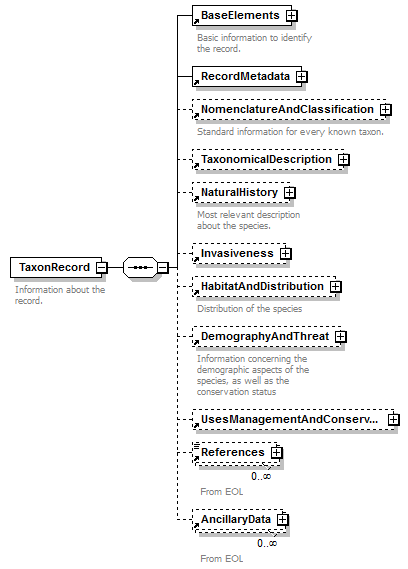 BaseElements
Basic information to identify
the record.
RecordMetadata
NomenclatureAndClassification
Standard information for every known taxon.
TaxonomicalDescription
NaturalHistory
Most relevant description
about the species.
TaxonRecord
Information about the
record.
Invasiveness
HabitatAndDistribution
Distribution of the species
DemographyAndThreat
Information concerning the
demographic aspects of the
species, as well as the
conservation status
UsesManagementAndConserv...
References
0..∞
From EOL
AncillaryData
0..∞
From EOL